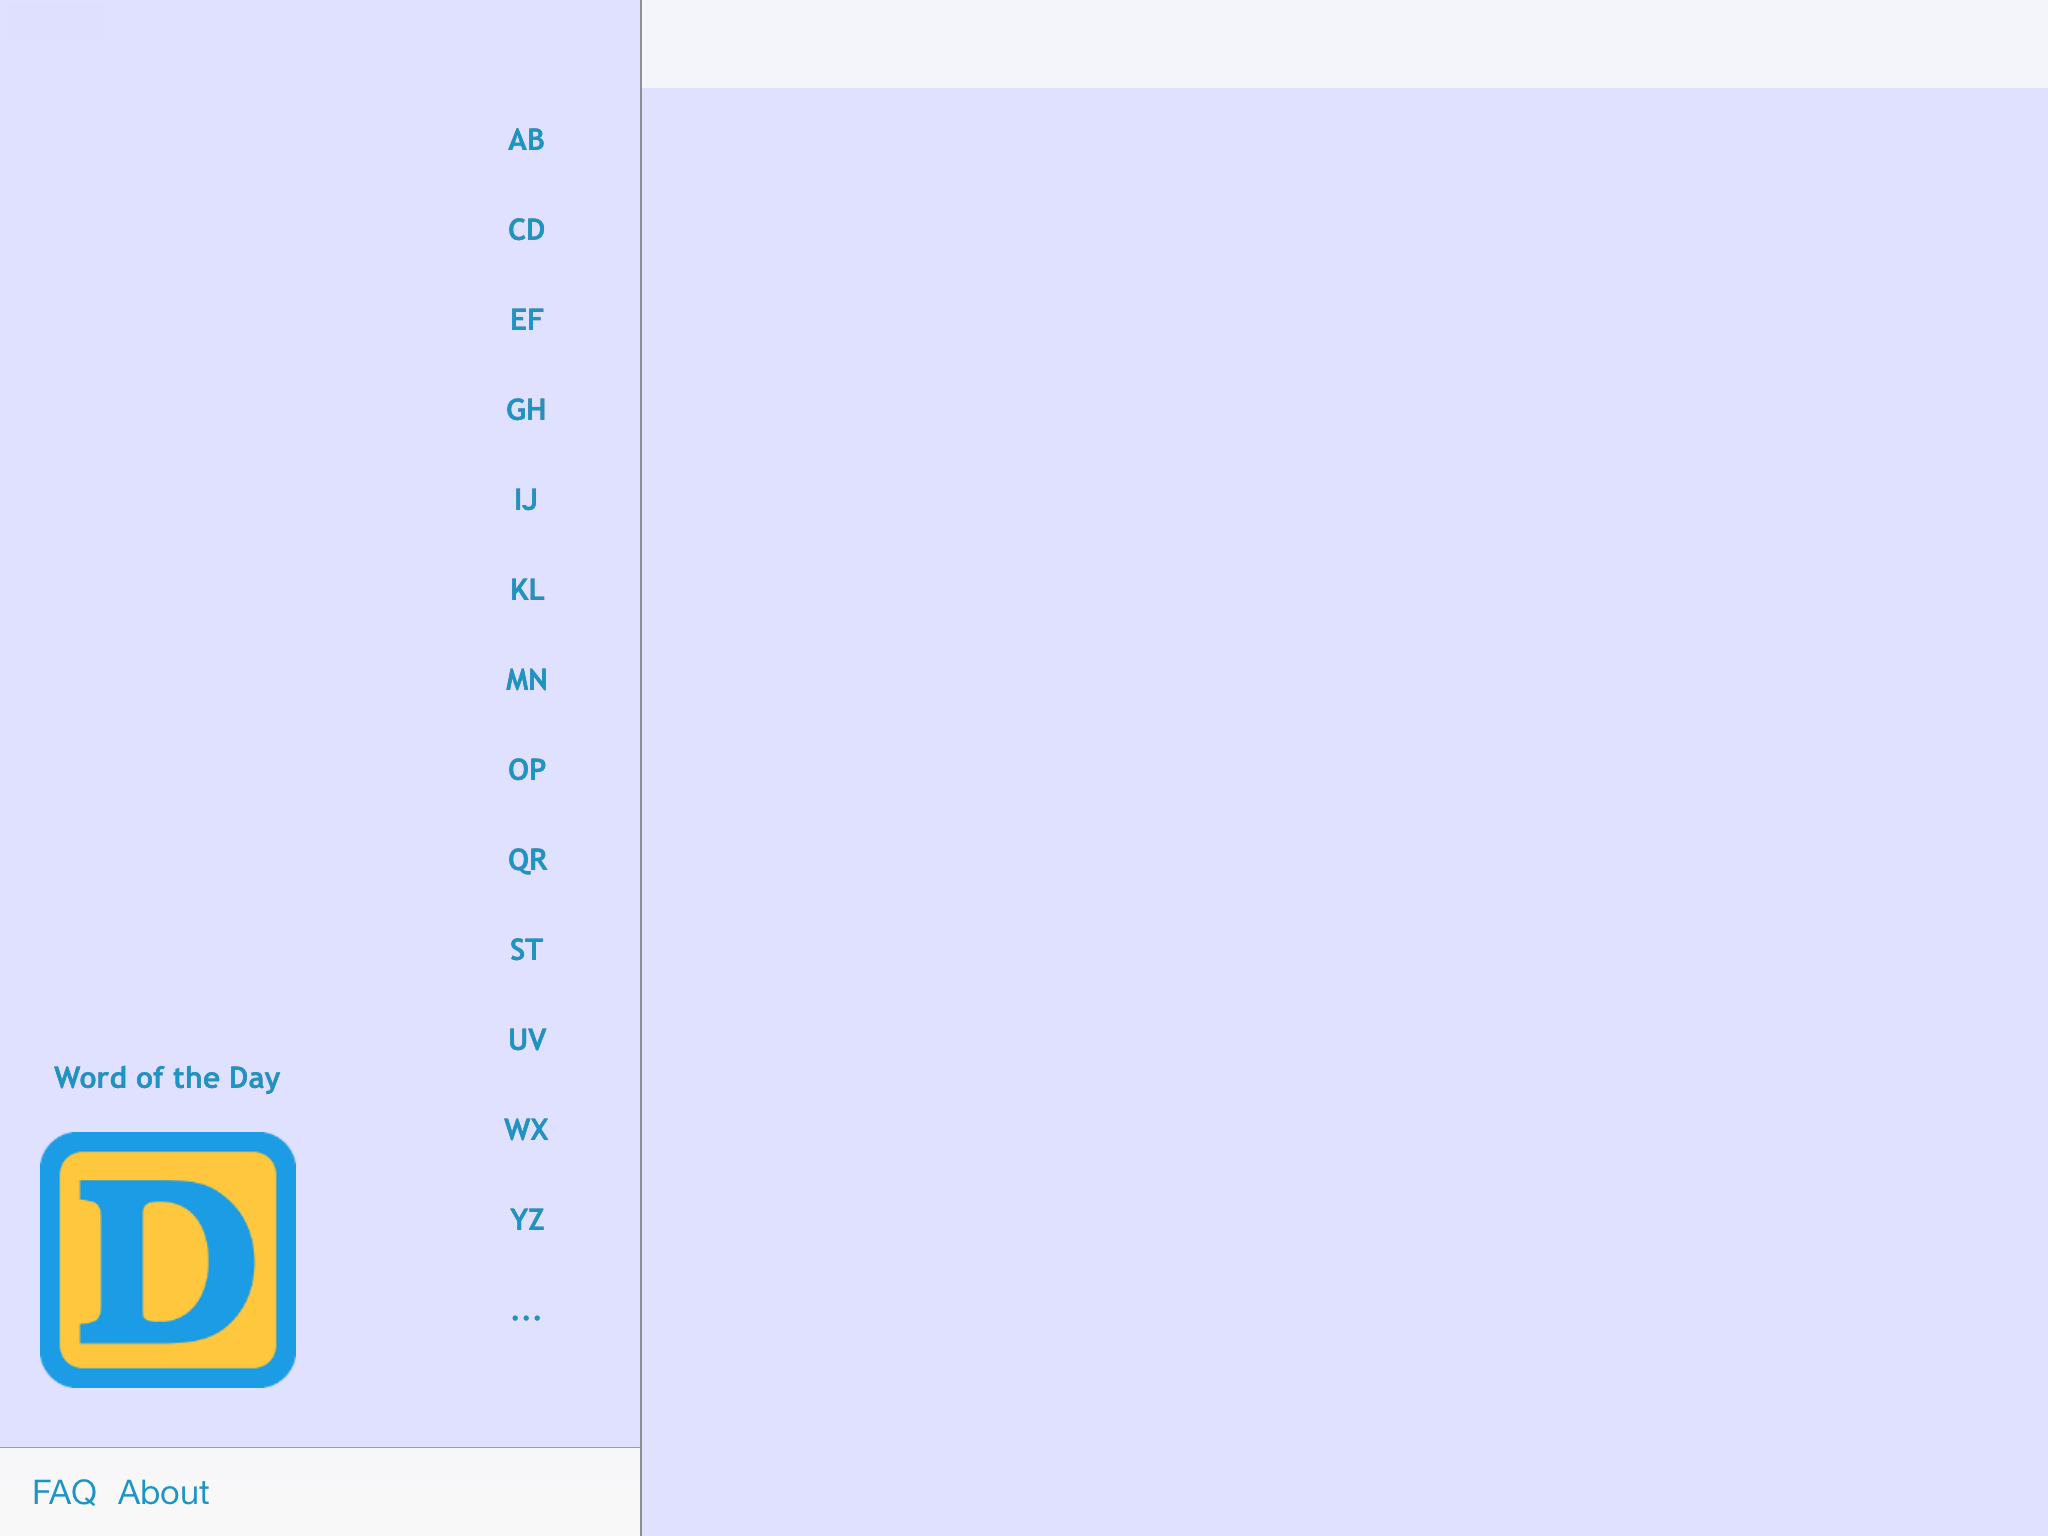 AB
CD
EF
GH
IJ
KL
MN
OP
QR
ST
UV
WX
YZ
...
Word of the Day
D
FAQ About